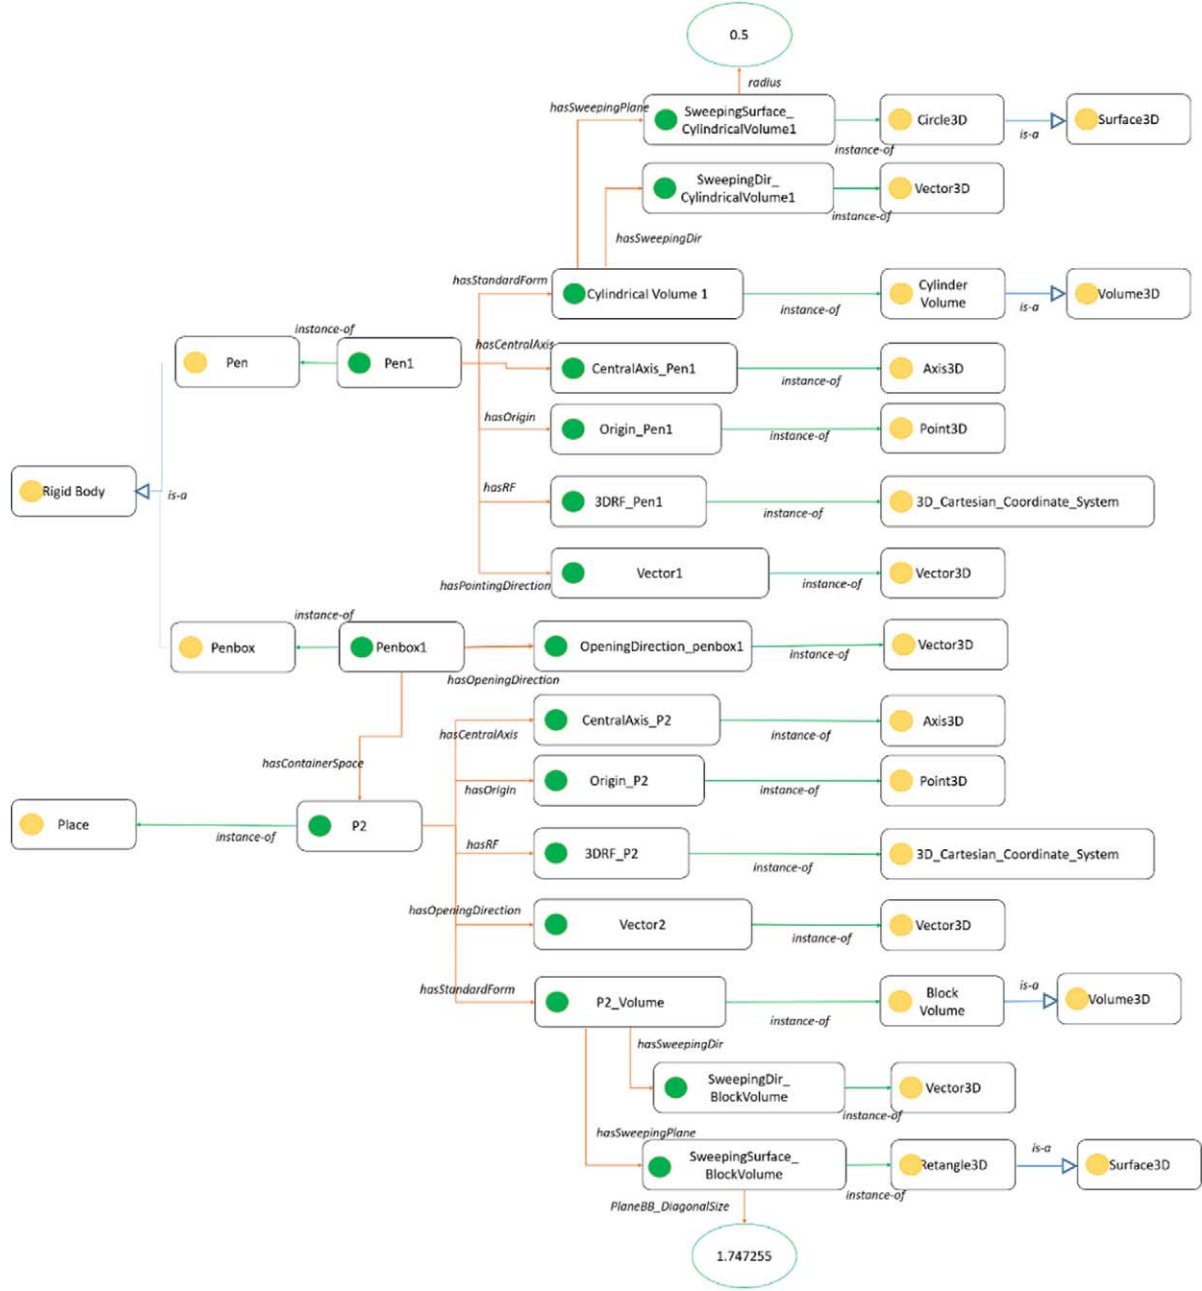 0.5
radius
hasSweepingPlane
SweepingSurface_
CylindricalVolume1
instance-of
Circle3D
is-a
Surface3D
SweepingDir_
CylindricalVolume1
instance-of
Vector3D
hasSweepingDir
hasStandardForm
Cylindrical Volume 1
instance-of
Cylinder
Volume
is-a
Volume3D
instance-of
Pen
Pen1
hasCentralAxis
CentralAxis_Pen1
instance-of
Axis3D
hasOrigin
Origin_Pen1
instance-of
Point3D
Rigid Body
is-a
hasRF
3DRF_Pen1
instance-of
3D_Cartesian_Coordinate_System
hasPointingDirection
Vector1
instance-of
Vector3D
instance-of
Penbox
Penbox1
hasOpeningDirection
OpeningDirection_penbox1
instance-of
Vector3D
hasCentralAxis
CentralAxis_P2
instance-of
Axis3D
hasContainerSpace
hasOrigin
Origin_P2
instance-of
Point3D
Place
instance-of
P2
hasRF
3DRF_P2
instance-of
3D_Cartesian_Coordinate_System
hasOpeningDirection
Vector2
instance-of
Vector3D
hasStandardForm
P2_Volume
instance-of
Block
Volume
is-a
Volume3D
hasSweepingDir
SweepingDir_
BlockVolume
instance-of
Vector3D
hasSweepingPlane
SweepingSurface_
BlockVolume
instance-of
Retangle3D
is-a
Surface3D
PlaneBB_DiagonalSize
1.747255